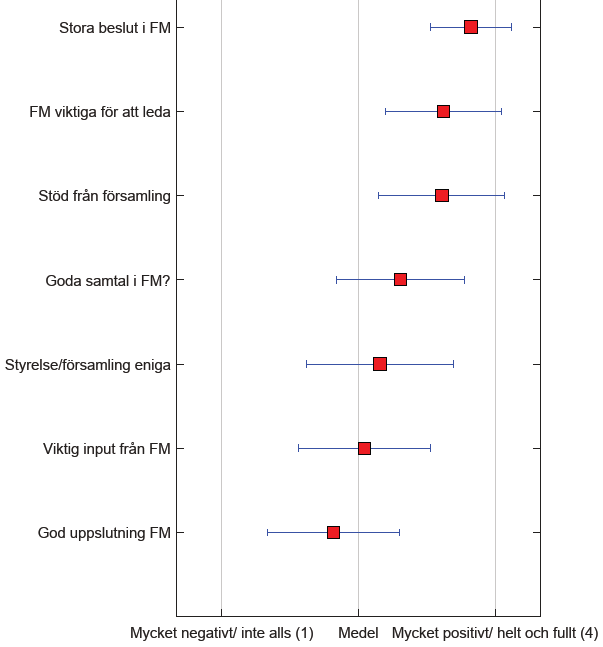 Stora beslut i FM
FM viktiga för att leda
Stöd från församling
Goda samtal i FM?
Styrelse/församling eniga
Viktig input från FM
God uppslutning FM
Mycket negativt/ inte alls (1) Medel Mycket positivt/ helt och fullt (4)